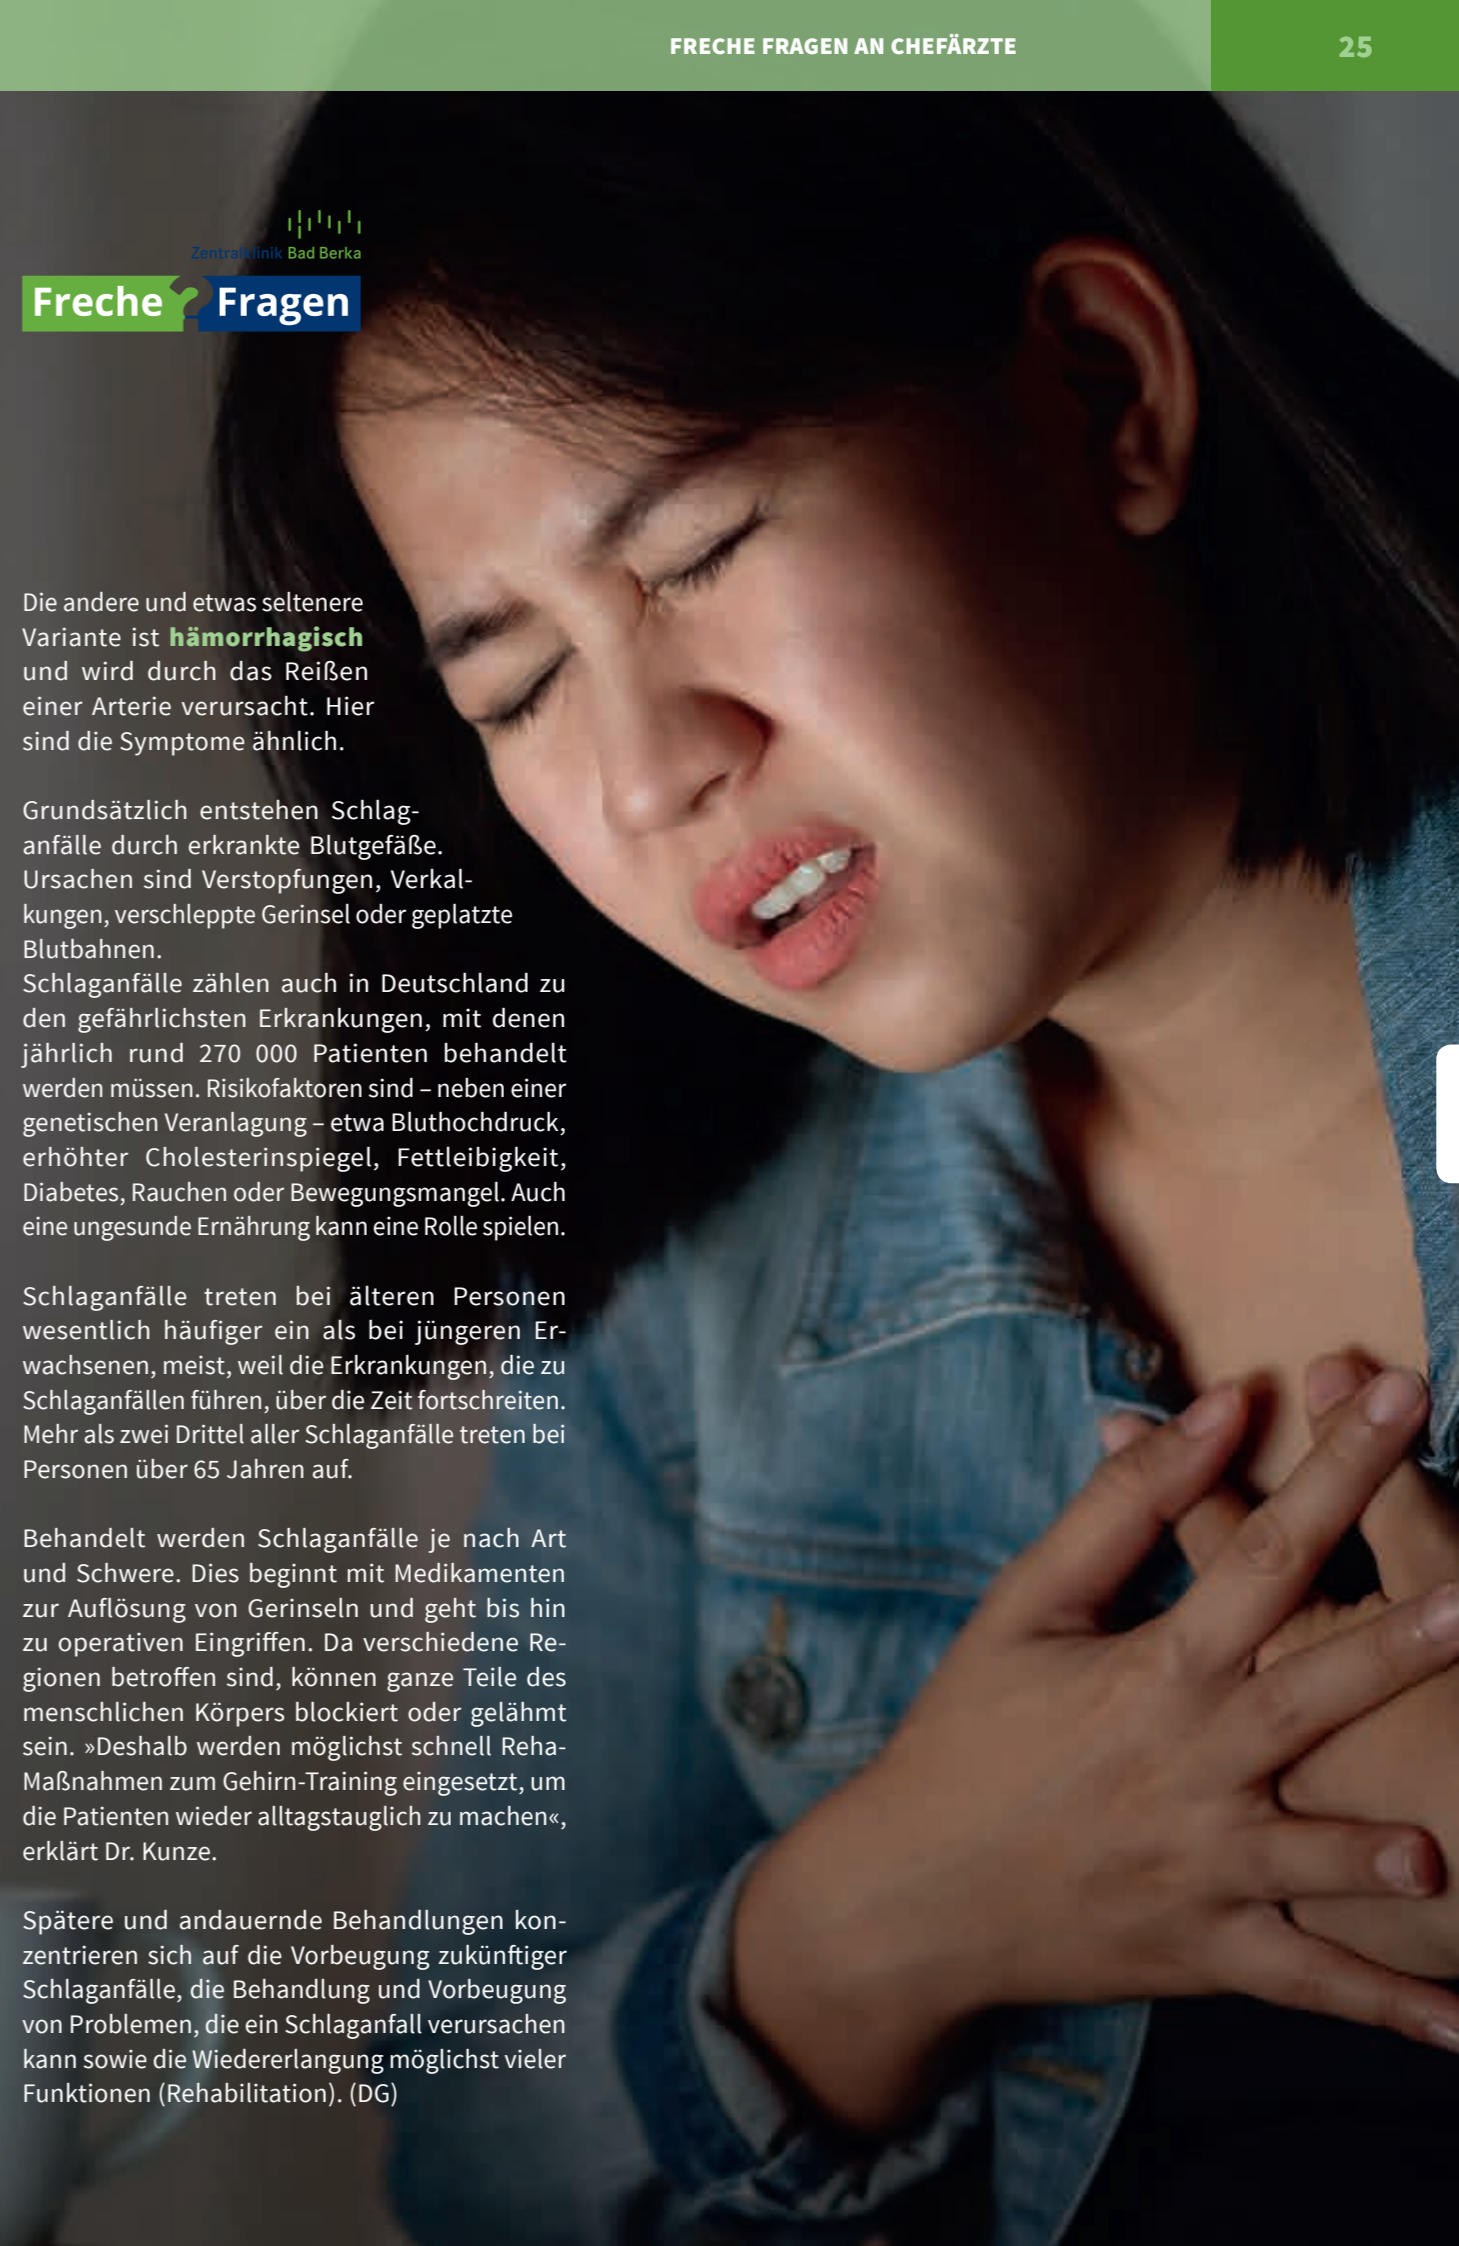 FRECHE FRAGEN AN CHEFÄRZTE
25
Zentralklinik Bad Berka
Freche Fragen
Die andere und etwas seltenere
Variante ist hämorrhagisch
und wird durch das Reißen
einer Arterie verursacht. Hier
sind die Symptome ähnlich.
Grundsätzlich entstehen Schlag-
anfälle durch erkrankte Blutgefäße.
Ursachen sind Verstopfungen, Verkal-
kungen, verschleppte Gerinsel oder geplatzte
Blutbahnen.
Schlaganfälle zählen auch in Deutschland zu
den gefährlichsten Erkrankungen, mit denen
jährlich rund 270 000 Patienten behandelt
werden müssen. Risikofaktoren sind – neben einer
genetischen Veranlagung – etwa Bluthochdruck,
erhöhter Cholesterinspiegel, Fettleibigkeit,
Diabetes, Rauchen oder Bewegungsmangel. Auch
eine ungesunde Ernährung kann eine Rolle spielen.
Schlaganfälle treten bei älteren Personen
wesentlich häufiger ein als bei jüngeren Er-
wachsenen, meist, weil die Erkrankungen, die zu
Schlaganfällen führen, über die Zeit fortschreiten.
Mehr als zwei Drittel aller Schlaganfälle treten bei
Personen über 65 Jahren auf.
Behandelt werden Schlaganfälle je nach Art
und Schwere. Dies beginnt mit Medikamenten
zur Auflösung von Gerinseln und geht bis hin
zu operativen Eingriffen. Da verschiedene Re-
gionen betroffen sind, können ganze Teile des
menschlichen Körpers blockiert oder gelähmt
sein. »Deshalb werden möglichst schnell Reha-
Maßnahmen zum Gehirn-Training eingesetzt, um
die Patienten wieder alltagstauglich zu machen«,
erklärt Dr. Kunze.
Spätere und andauernde Behandlungen kon-
zentrieren sich auf die Vorbeugung zukünftiger
Schlaganfälle, die Behandlung und Vorbeugung
von Problemen, die ein Schlaganfall verursachen
kann sowie die Wiedererlangung möglichst vieler
Funktionen (Rehabilitation). (DG)